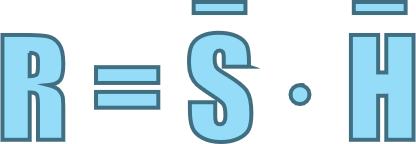 R = S̄ · H̄